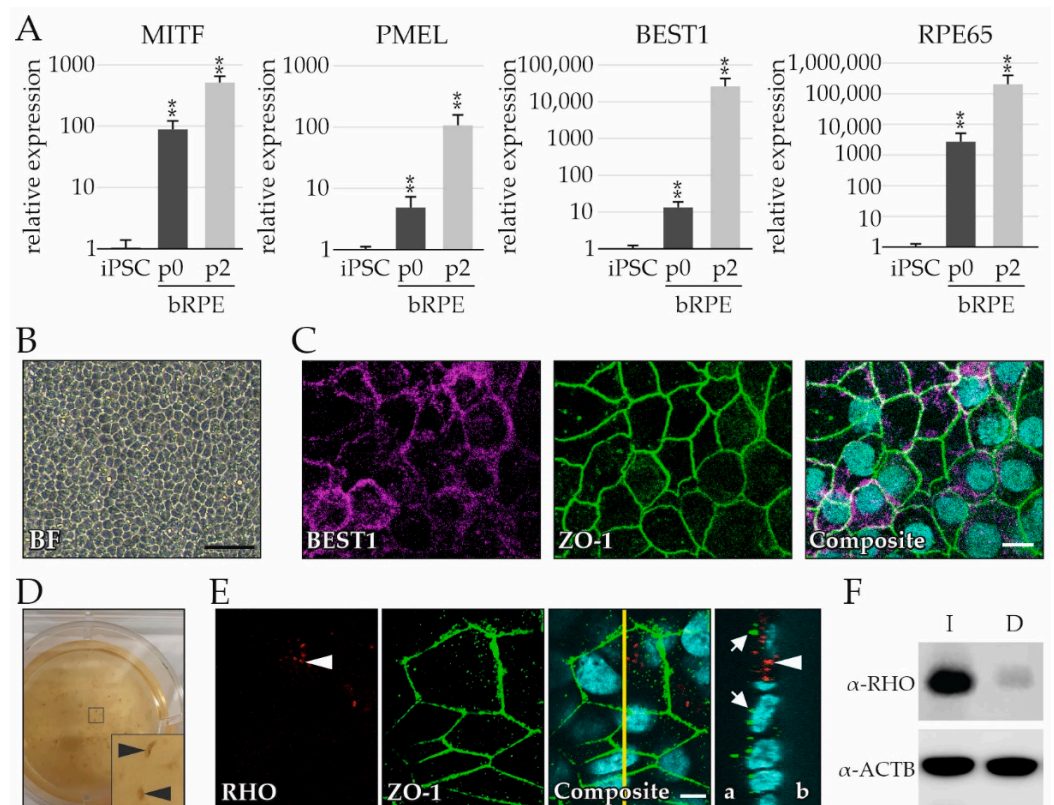 A
MITF
PMEL
BEST1
RPE65
relative expression
1000
100
10
1
**
**
iPSC p0 p2
bRPE
relative expression
1000
100
10
1
**
**
iPSC p0 p2
bRPE
relative expression
100,000
10,000
1000
100
10
1
**
**
iPSC p0 p2
bRPE
relative expression
1,000,000
100,000
10,000
1000
100
10
1
**
**
iPSC p0 p2
bRPE
B
BF
C
BEST1
ZO-1
Composite
D
E
RHO
ZO-1
Composite
a b
F
I D
α-RHO
α-ACTB